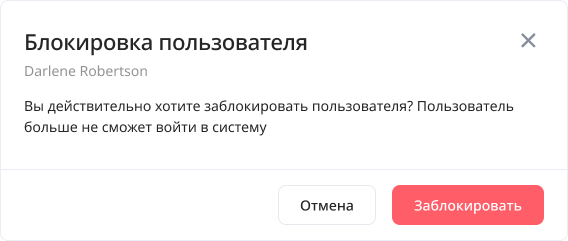 Блокировка пользователя
Darlene Robertson
Вы действительно хотите заблокировать пользователя? Пользователь
больше не сможет войти в систему
Отмена
Заблокировать